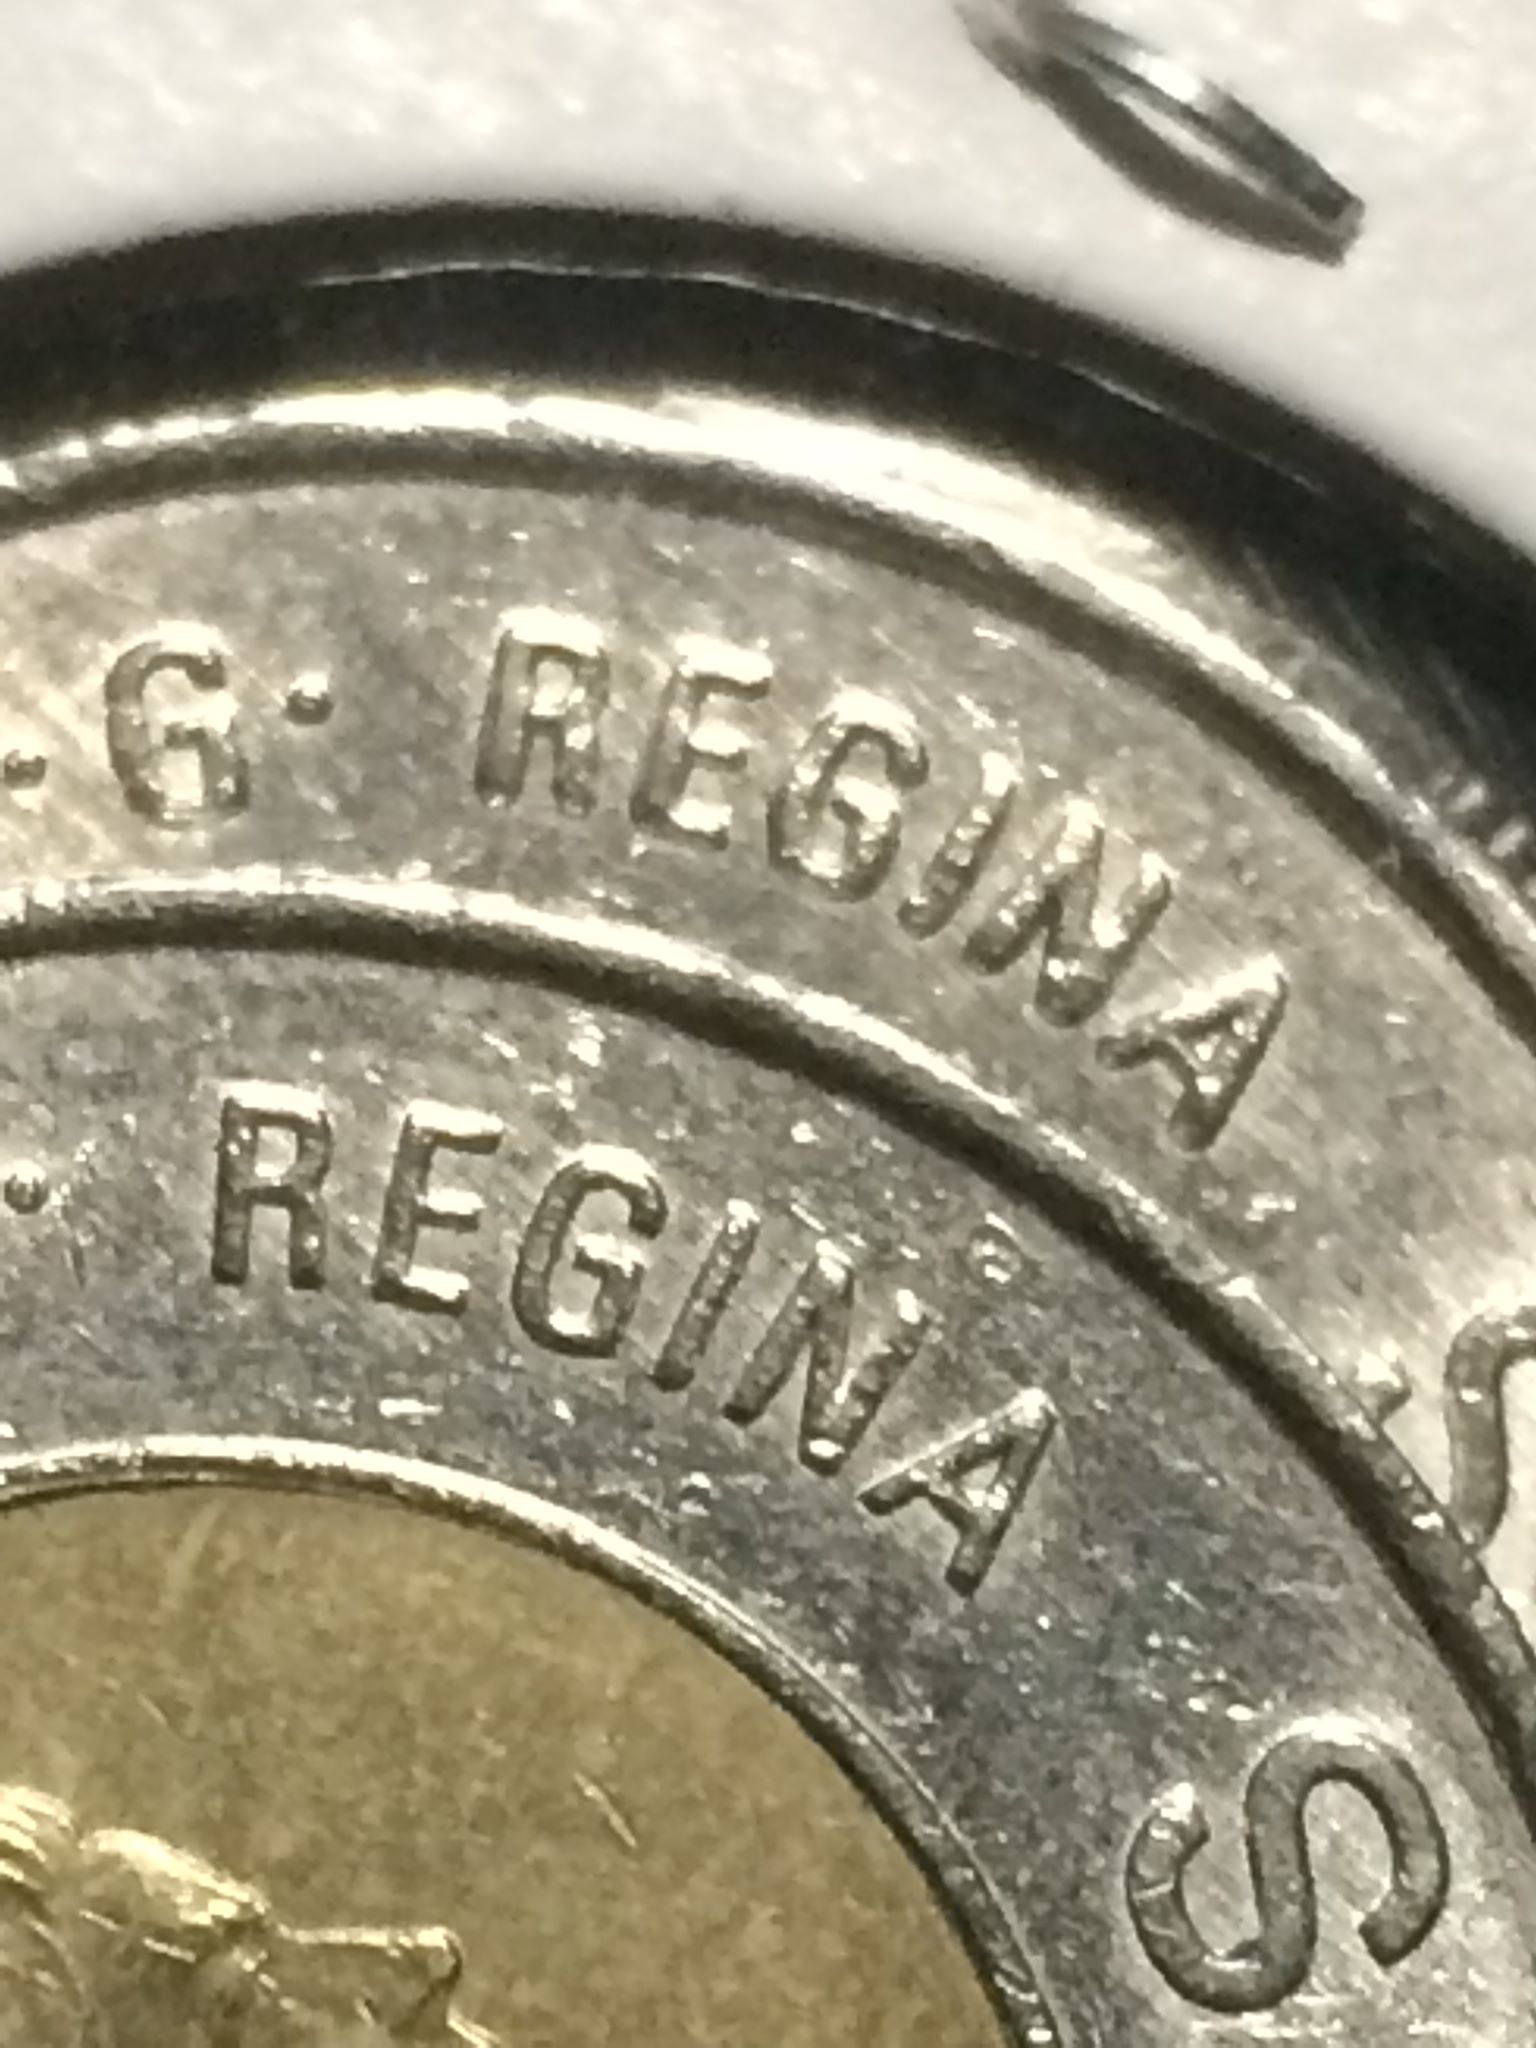 · G · REGINA
· REGINA S